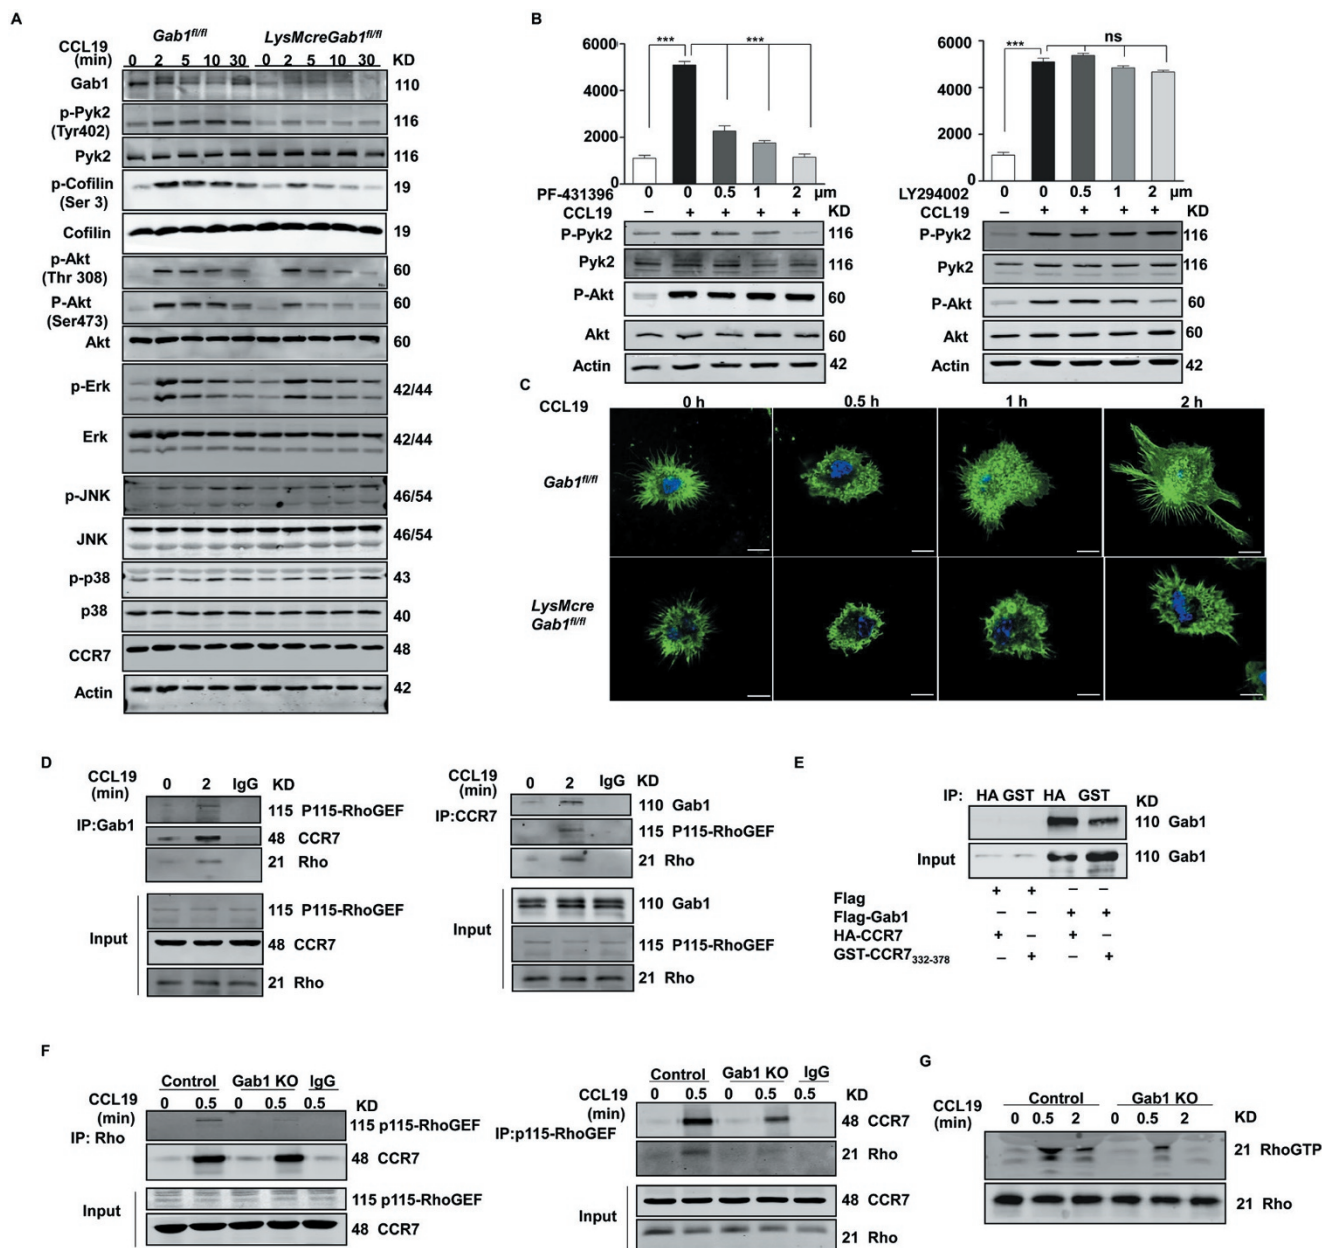 A
Gab1fl/fl LysMcreGab1fl/fl
CCL19
(min) 0 2 5 10 30 0 2 5 10 30 KD
Gab1 110
p-Pyk2
(Tyr402) 116
Pyk2 116
p-Cofilin
(Ser 3) 19
Cofilin 19
p-Akt
(Thr 308) 60
P-Akt
(Ser473) 60
Akt 60
p-Erk 42/44
Erk 42/44
p-JNK 46/54
JNK 46/54
p-p38 43
p38 40
CCR7 48
Actin 42
B
*** ***
6000
4000
2000
0
PF-431396 0 0 0.5 1 2 µm
CCL19 – + + + + KD
P-Pyk2 116
Pyk2 116
P-Akt 60
Akt 60
Actin 42
*** ns
6000
4000
2000
0
LY294002 0 0 0.5 1 2 µm
CCL19 – + + + + KD
P-Pyk2 116
Pyk2 116
P-Akt 60
Akt 60
Actin 42
C
CCL19 0 h 0.5 h 1 h 2 h
Gab1fl/fl
LysMcre
Gab1fl/fl
D
CCL19
(min) 0 2 IgG KD
IP:Gab1
115 P115-RhoGEF
48 CCR7
21 Rho
Input
115 P115-RhoGEF
48 CCR7
21 Rho
CCL19
(min) 0 2 IgG KD
IP:CCR7
110 Gab1
115 P115-RhoGEF
21 Rho
Input
110 Gab1
115 P115-RhoGEF
21 Rho
E
IP: HA GST HA GST KD
110 Gab1
Input 110 Gab1
Flag + + – –
Flag-Gab1 – – + +
HA-CCR7 + – + –
GST-CCR7332-378 – + – +
F
Control Gab1 KO IgG
CCL19
(min) 0 0.5 0 0.5 0.5 KD
IP: Rho
115 p115-RhoGEF
48 CCR7
Input
115 p115-RhoGEF
48 CCR7
Control Gab1 KO IgG
CCL19
(min) 0 0.5 0 0.5 0.5 KD
IP:p115-RhoGEF
48 CCR7
21 Rho
Input
48 CCR7
21 Rho
G
Control Gab1 KO
CCL19
(min) 0 0.5 2 0 0.5 2 KD
21 RhoGTP
21 Rho